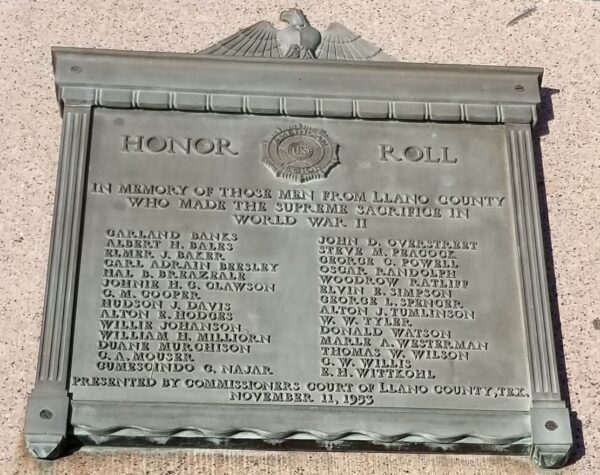 HONOR ROLL
AMERICAN
US
IN MEMORY OF THOSE MEN FROM LLANO COUNTY
WHO MADE THE SUPREME SACRIFICE IN
WORLD WAR II
GARLAND BANKS
ALBERT H. BALES
ELMER J. BAKER
CARL ADRAIN BEESLEY
HAL B. BREAZEALE
JOHNIE H. G. CLAWSON
G. M. COOPER
HUDSON J. DAVIS
ALTON E. HODGES
WILLIE JOHANSON
WILLIAM H. MILLIORN
DUANE MURCHISON
C. A. MOUSER
GUMESCINDO G. NAJAR
JOHN D. OVERSTREET
STEVE M. PEACOCK
GEORGE C. POWELL
OSCAR RANDOLPH
WOODROW RATLIFF
ELVIN E. SIMPSON
GEORGE L. SPENCER
ALTON J. TUMLINSON
W. W. TYLER
DONALD WATSON
MARLE A. WESTERMAN
THOMAS W. WILSON
C. W. WILLIS
E. H. WITTKOHL
PRESENTED BY COMMISSIONERS COURT OF LLANO COUNTY, TEX.
NOVEMBER 11, 1953